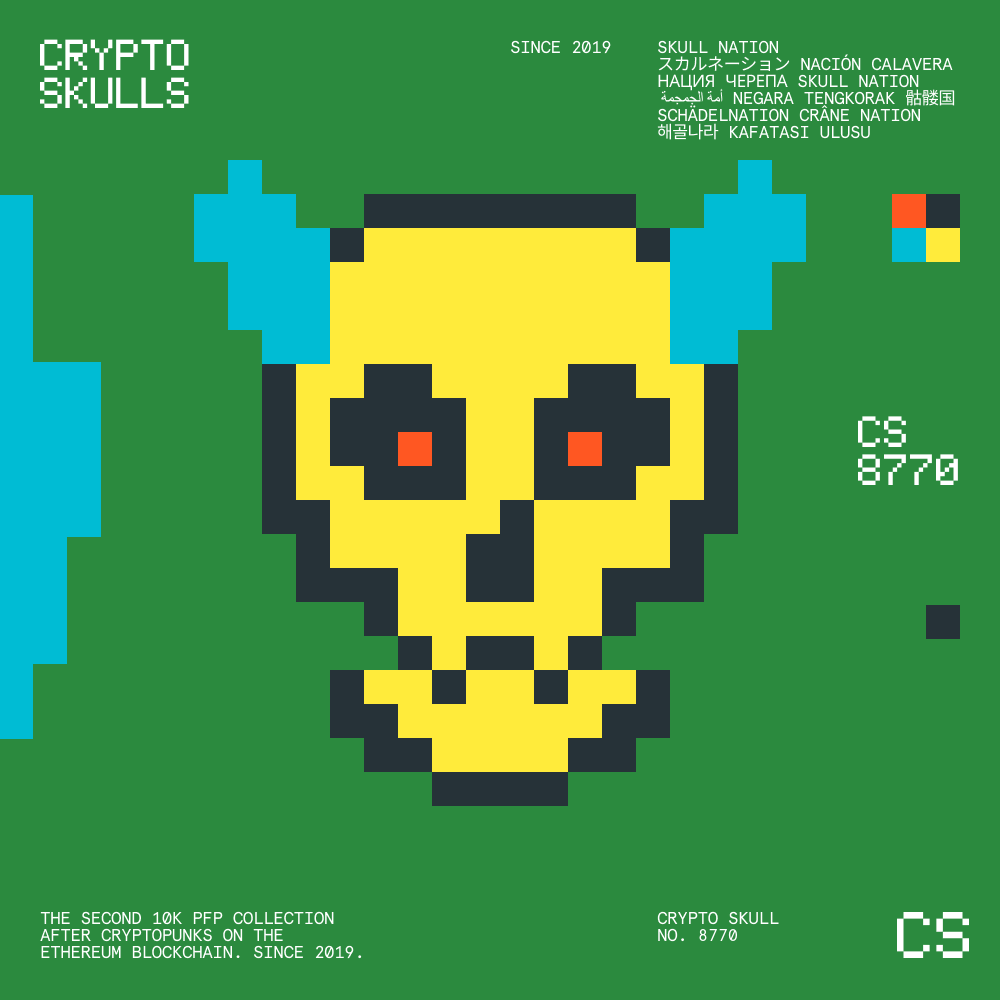 CRYPTO
SKULLS
SINCE 2019
SKULL NATION
スカルネーション NACIÓN CALAVERA
НАЦИЯ ЧЕРЕПА SKULL NATION
أمة الجمجمة NEGARA TENGKORAK 骷髅国
SCHÄDELNATION CRÂNE NATION
해골나라 KAFATASI ULUSU
CS
8770
THE SECOND 10K PFP COLLECTION
AFTER CRYPTOPUNKS ON THE
ETHEREUM BLOCKCHAIN. SINCE 2019.
CRYPTO SKULL
NO. 8770
CS